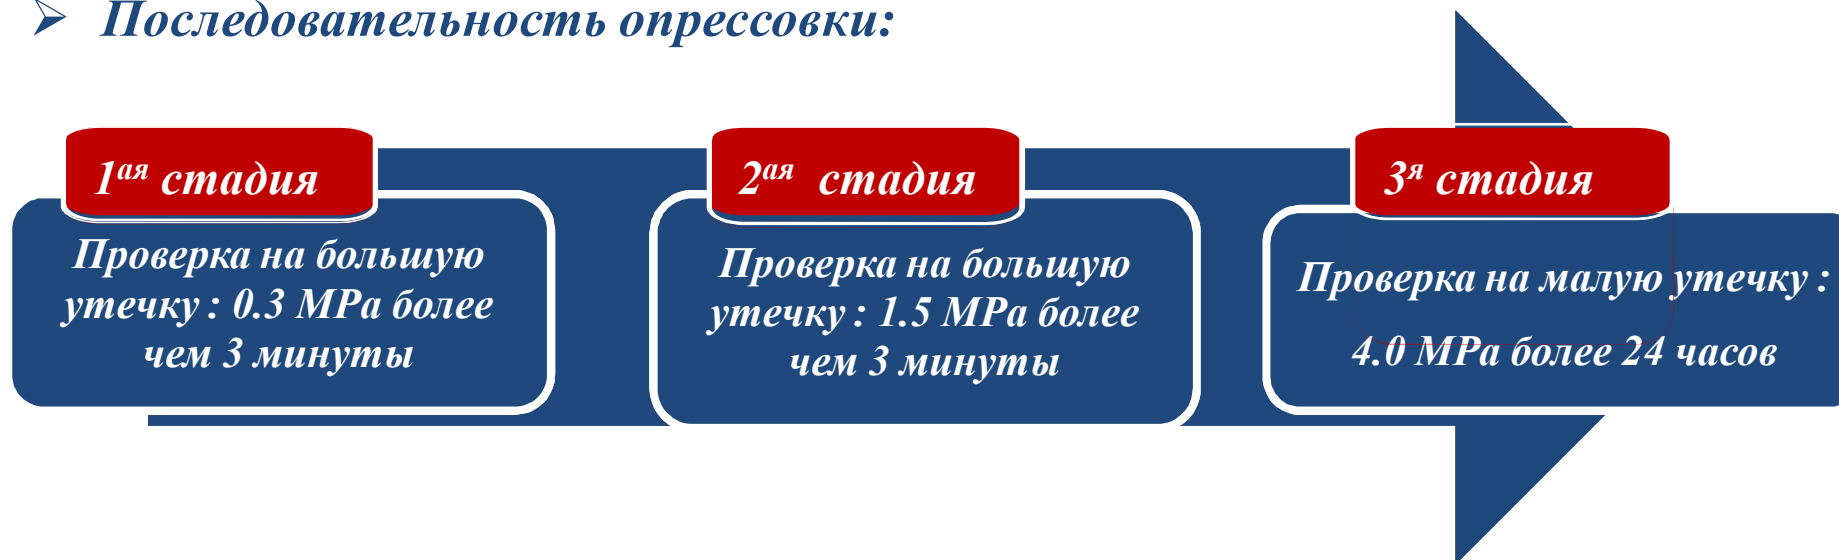 ➤ Последовательность опрессовки:
1ая стадия
Проверка на большую
утечку : 0.3 MPa более
чем 3 минуты
2ая стадия
Проверка на большую
утечку : 1.5 MPa более
чем 3 минуты
3я стадия
Проверка на малую утечку :
4.0 MPa более 24 часов